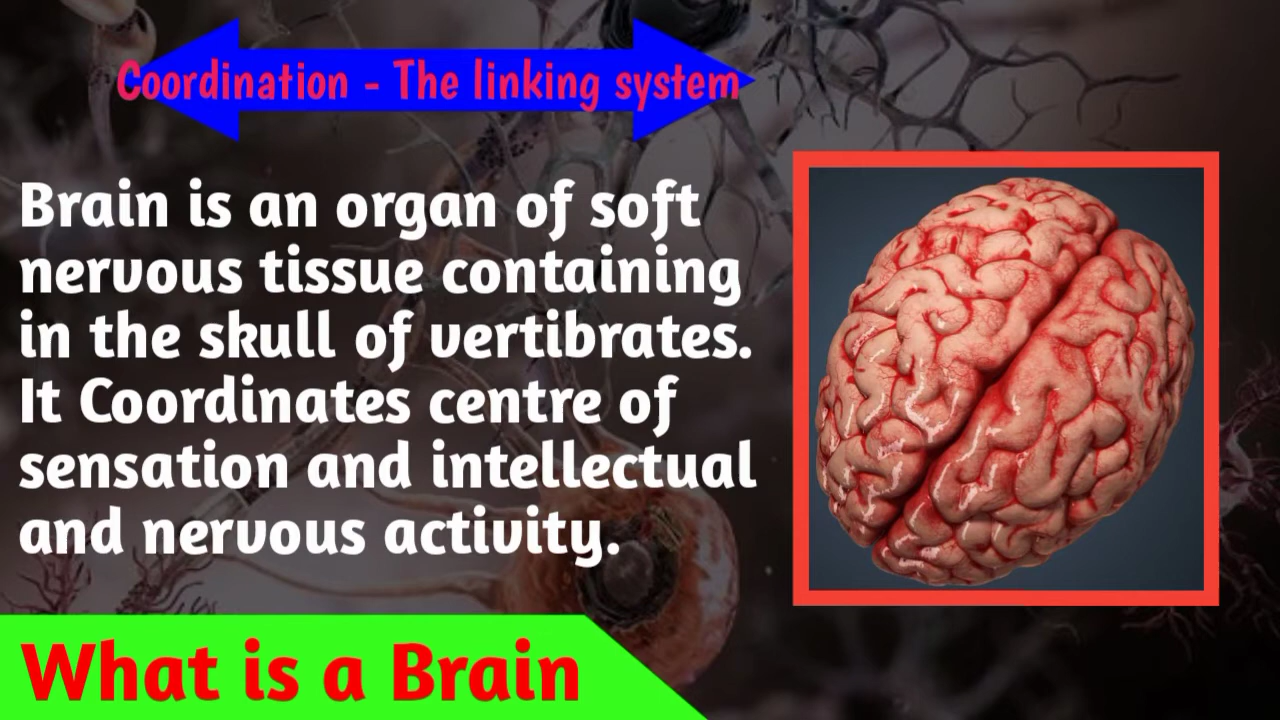 Coordination - The linking system
Brain is an organ of soft
nervous tissue containing
in the skull of vertibrates.
It Coordinates centre of
sensation and intellectual
and nervous activity.
What is a Brain